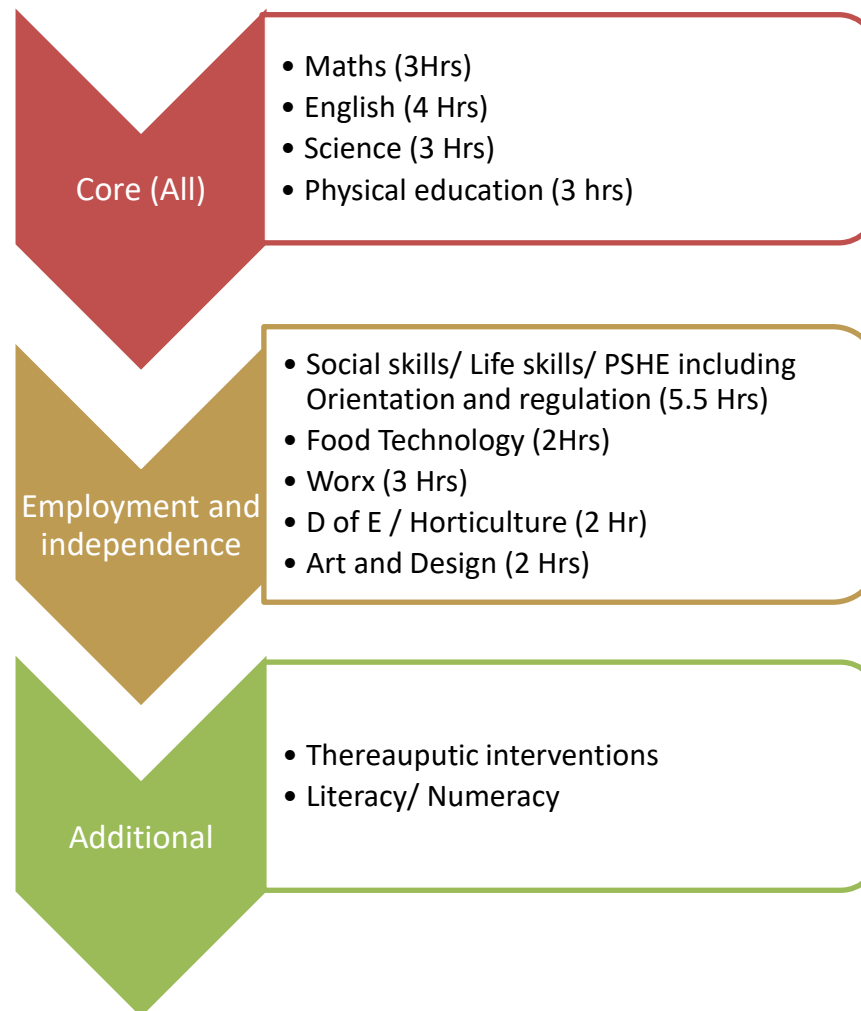 Core (All)
• Maths (3Hrs)
• English (4 Hrs)
• Science (3 Hrs)
• Physical education (3 hrs)
Employment and
independence
• Social skills/ Life skills/ PSHE including
Orientation and regulation (5.5 Hrs)
• Food Technology (2Hrs)
• Worx (3 Hrs)
• D of E / Horticulture (2 Hr)
• Art and Design (2 Hrs)
Additional
• Thereauputic interventions
• Literacy/ Numeracy